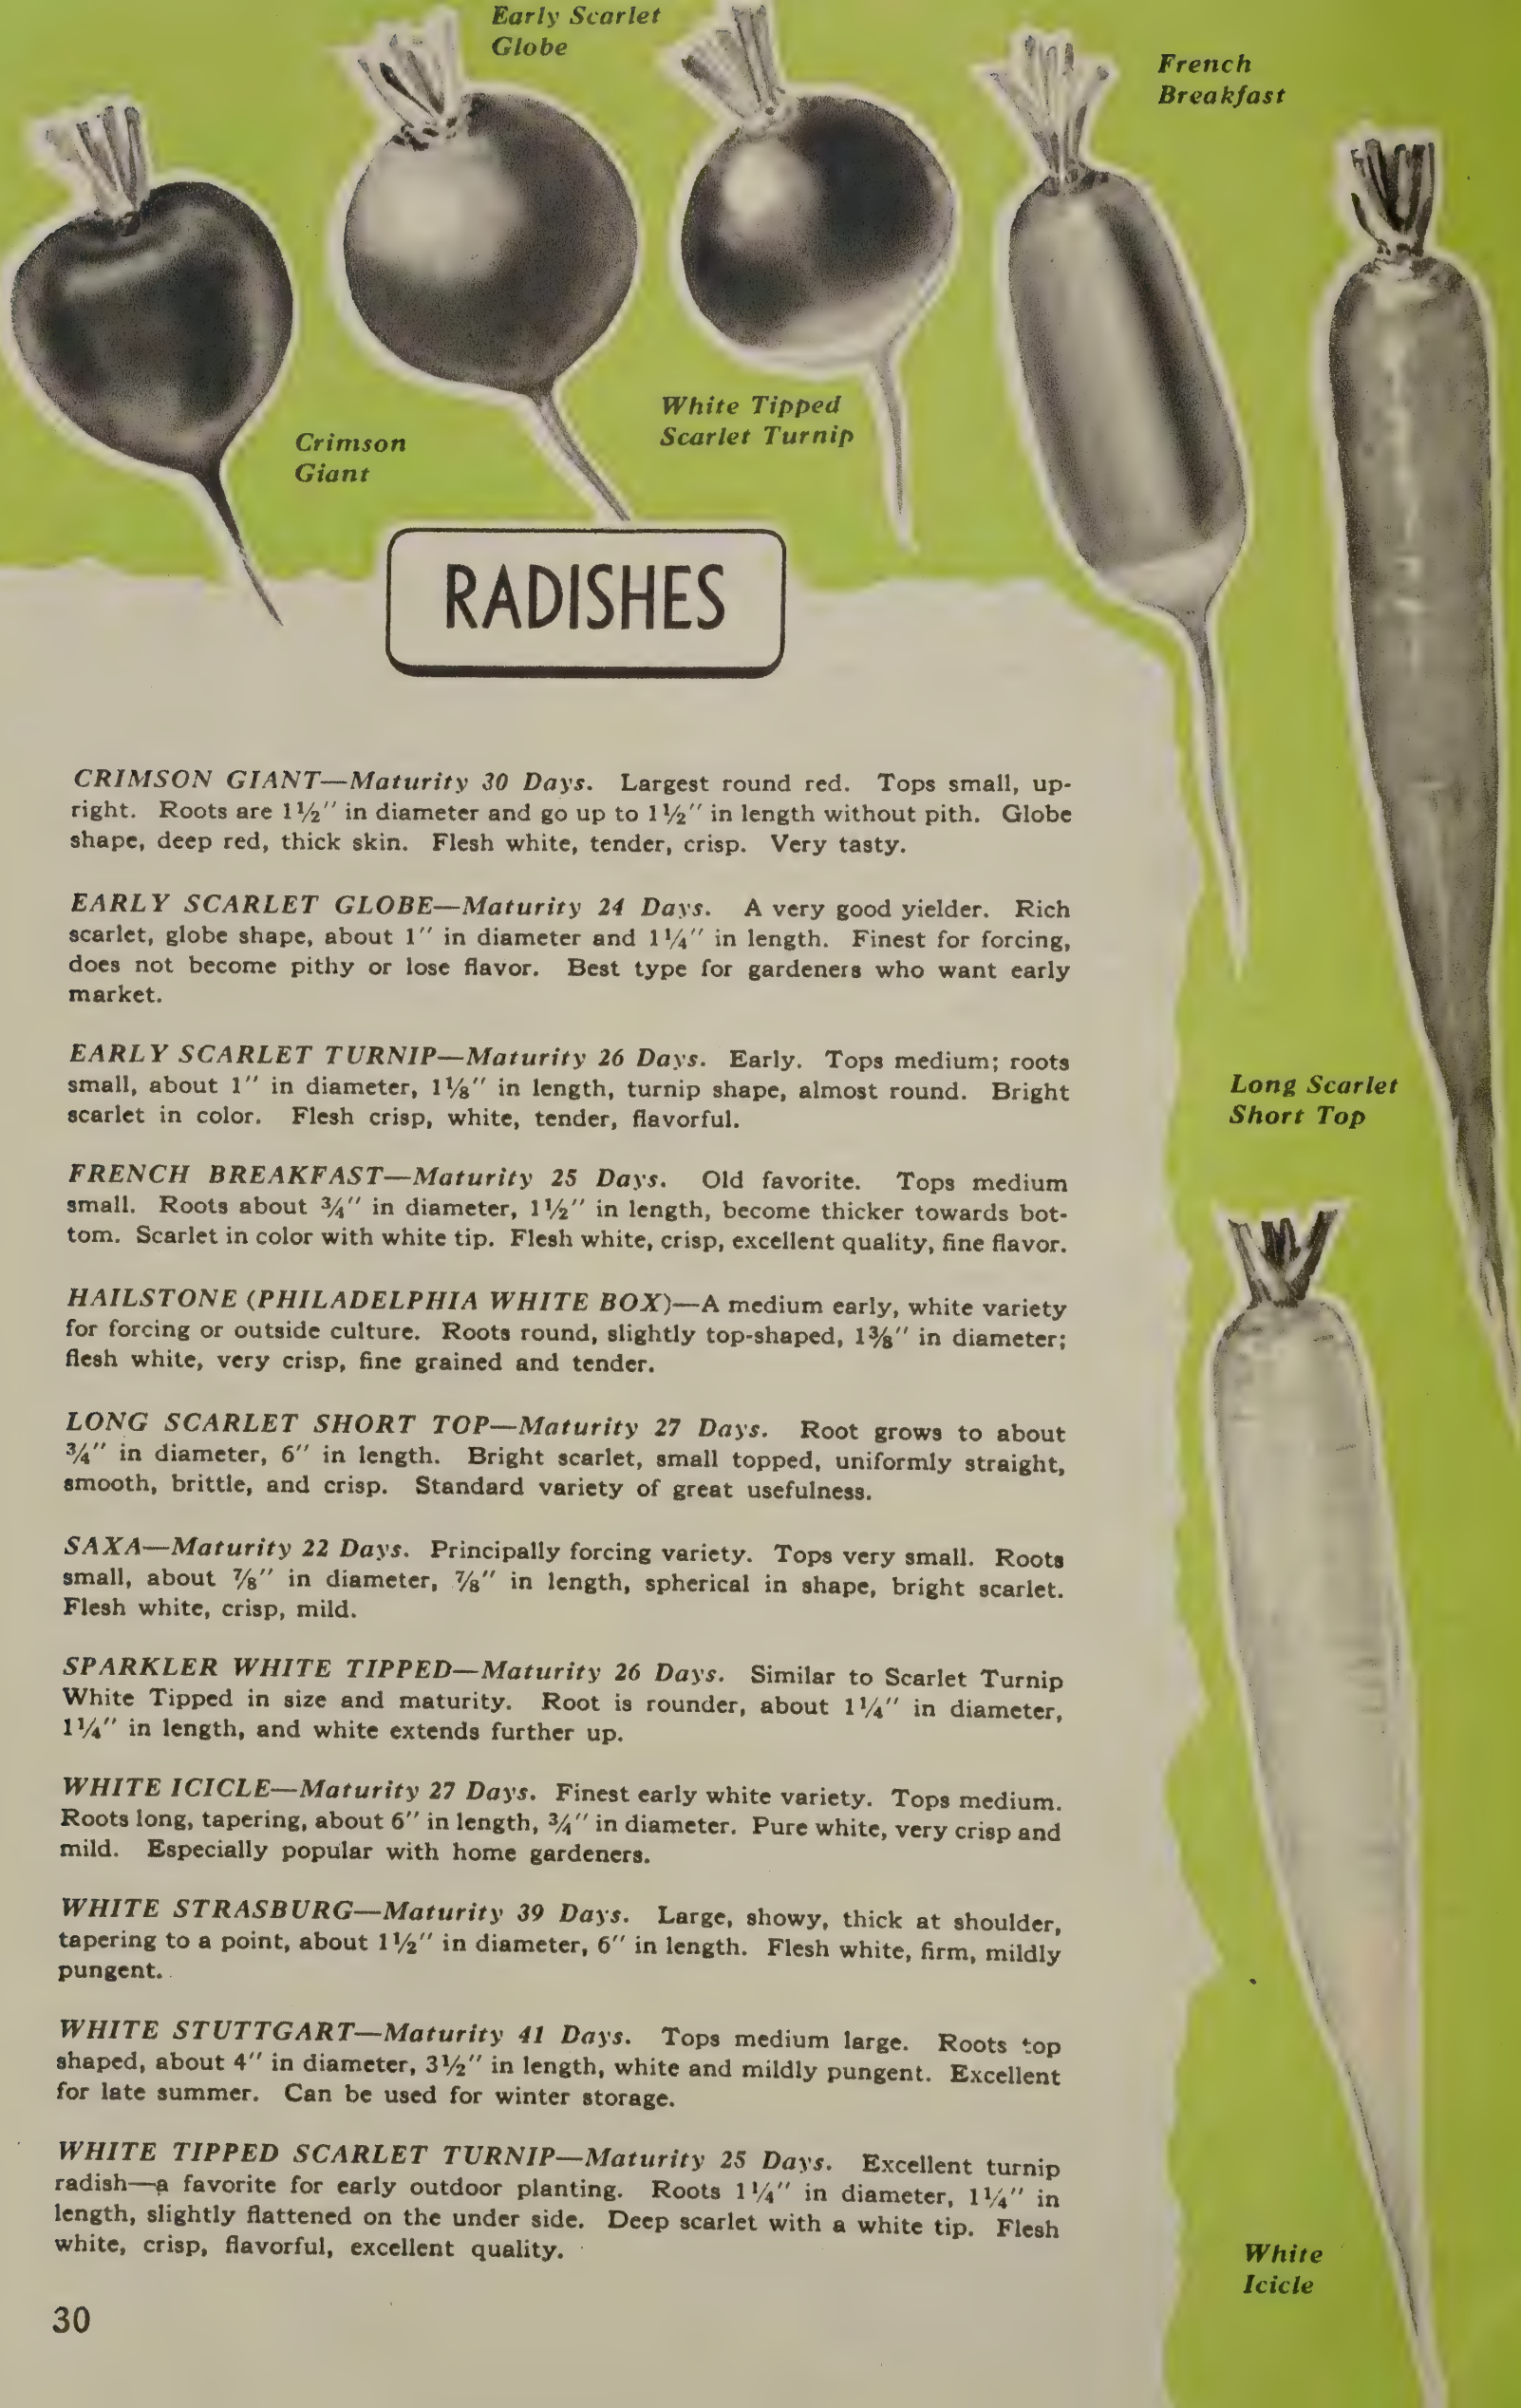 Early Scarlet
Globe
French
Breakfast
White Tipped
Scarlet Turnip
Crimson
Giant
RADISHES
CRIMSON GIANT—Maturity 30 Days. Largest round red. Tops small, up-
right. Roots are 1½″ in diameter and go up to 1½″ in length without pith. Globe
shape, deep red, thick skin. Flesh white, tender, crisp. Very tasty.
EARLY SCARLET GLOBE—Maturity 24 Days. A very good yielder. Rich
scarlet, globe shape, about 1″ in diameter and 1¼″ in length. Finest for forcing,
does not become pithy or lose flavor. Best type for gardeners who want early
market.
EARLY SCARLET TURNIP—Maturity 26 Days. Early. Tops medium; roots
small, about 1″ in diameter, 1⅛″ in length, turnip shape, almost round. Bright
scarlet in color. Flesh crisp, white, tender, flavorful.
FRENCH BREAKFAST—Maturity 25 Days. Old favorite. Tops medium
small. Roots about ¾″ in diameter, 1½″ in length, become thicker towards bot-
tom. Scarlet in color with white tip. Flesh white, crisp, excellent quality, fine flavor.
HAILSTONE (PHILADELPHIA WHITE BOX)—A medium early, white variety
for forcing or outside culture. Roots round, slightly top-shaped, 1⅜″ in diameter;
flesh white, very crisp, fine grained and tender.
LONG SCARLET SHORT TOP—Maturity 27 Days. Root grows to about
¾″ in diameter, 6″ in length. Bright scarlet, small topped, uniformly straight,
smooth, brittle, and crisp. Standard variety of great usefulness.
SAXA—Maturity 22 Days. Principally forcing variety. Tops very small. Roots
small, about ⅞″ in diameter, ⅞″ in length, spherical in shape, bright scarlet.
Flesh white, crisp, mild.
SPARKLER WHITE TIPPED—Maturity 26 Days. Similar to Scarlet Turnip
White Tipped in size and maturity. Root is rounder, about 1¼″ in diameter,
1¼″ in length, and white extends further up.
WHITE ICICLE—Maturity 27 Days. Finest early white variety. Tops medium.
Roots long, tapering, about 6″ in length, ¾″ in diameter. Pure white, very crisp and
mild. Especially popular with home gardeners.
WHITE STRASBURG—Maturity 39 Days. Large, showy, thick at shoulder,
tapering to a point, about 1½″ in diameter, 6″ in length. Flesh white, firm, mildly
pungent.
WHITE STUTTGART—Maturity 41 Days. Tops medium large. Roots top
shaped, about 4″ in diameter, 3½″ in length, white and mildly pungent. Excellent
for late summer. Can be used for winter storage.
WHITE TIPPED SCARLET TURNIP—Maturity 25 Days. Excellent turnip
radish—a favorite for early outdoor planting. Roots 1¼″ in diameter, 1¼″ in
length, slightly flattened on the under side. Deep scarlet with a white tip. Flesh
white, crisp, flavorful, excellent quality.
Long Scarlet
Short Top
White
Icicle
30